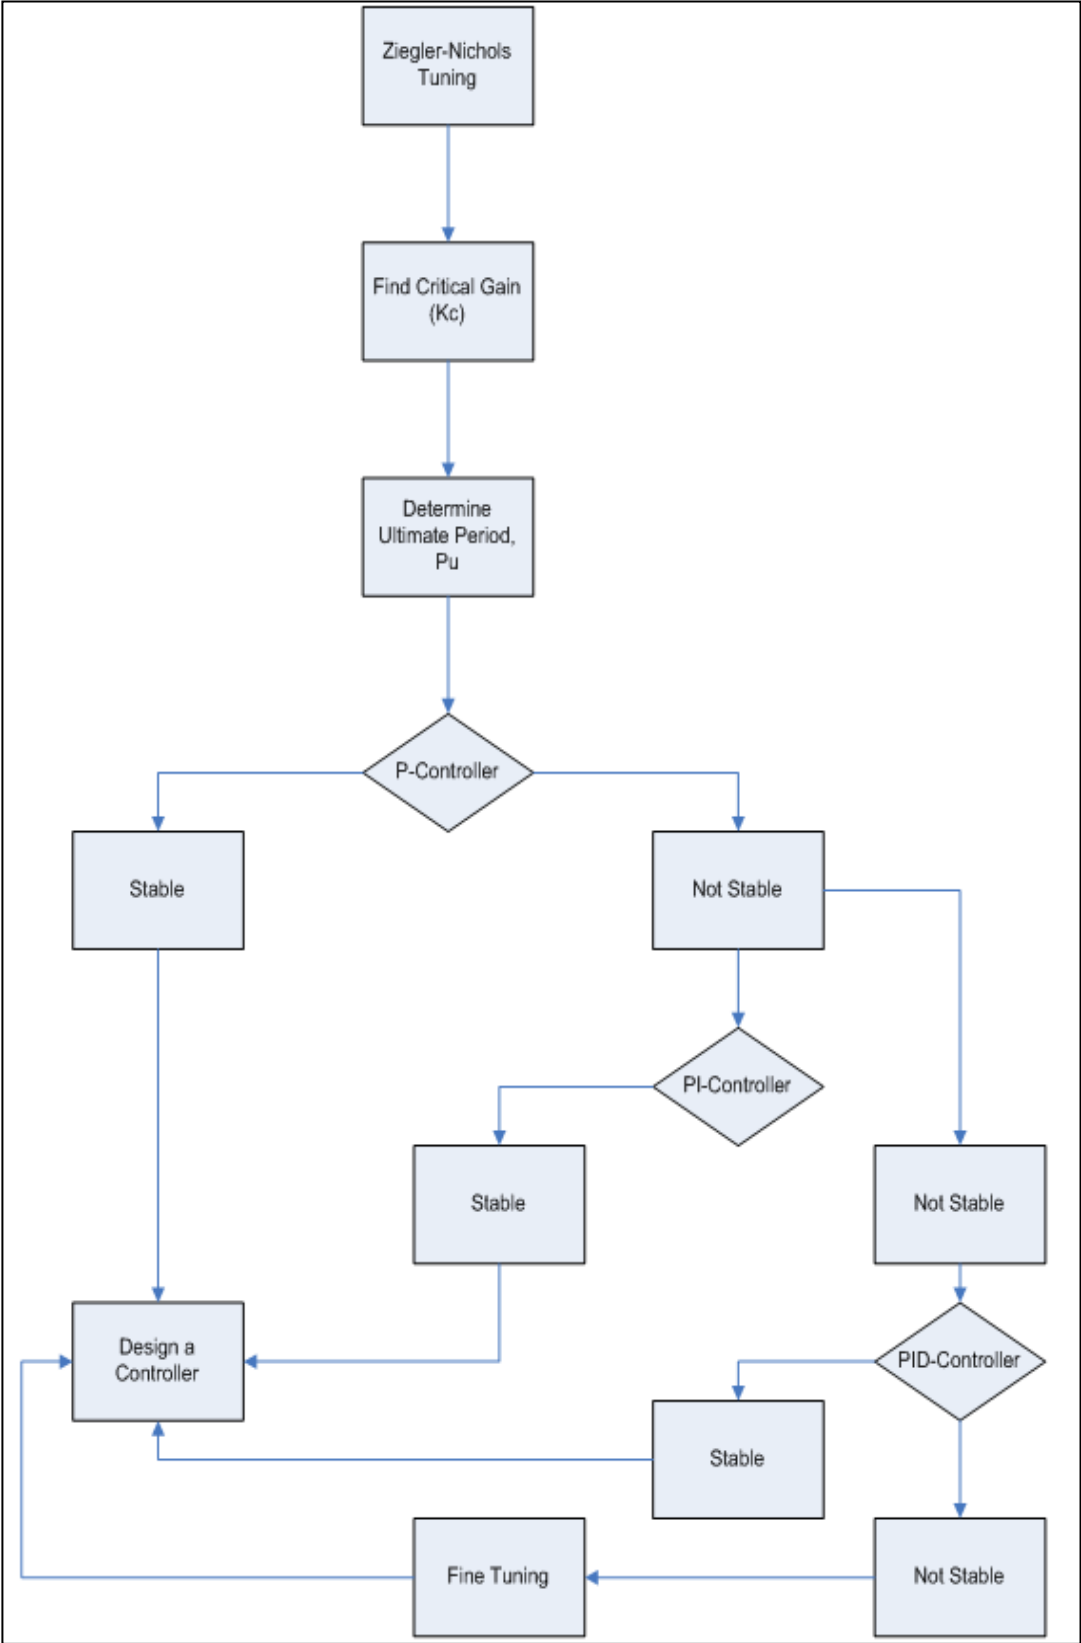 Ziegler-Nichols
Tuning
Find Critical Gain
(Kc)
Determine
Ultimate Period,
Pu
P-Controller
Stable
Not Stable
PI-Controller
Stable
Not Stable
Design a
Controller
PID-Controller
Stable
Fine Tuning
Not Stable